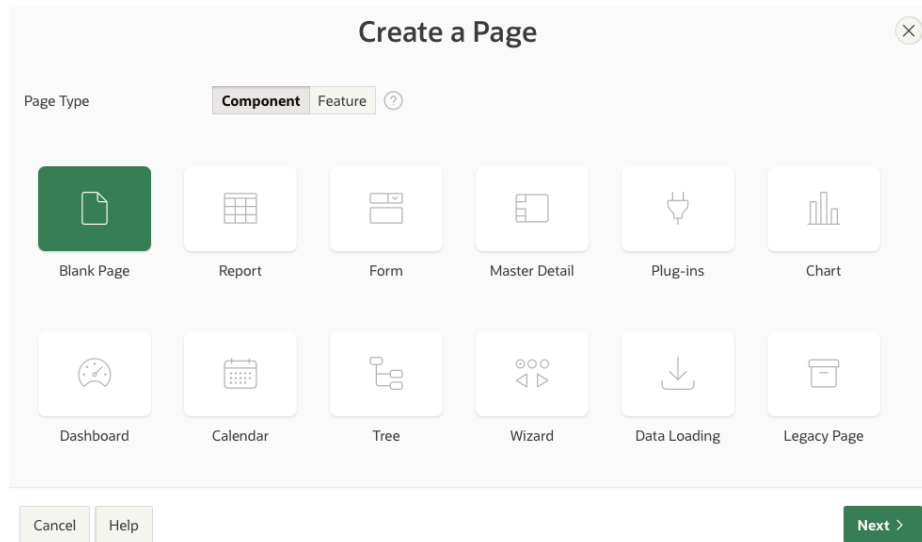 Create a Page
Page Type
Component Feature
Blank Page Report Form Master Detail Plug-ins Chart
Dashboard Calendar Tree Wizard Data Loading Legacy Page
Cancel Help Next